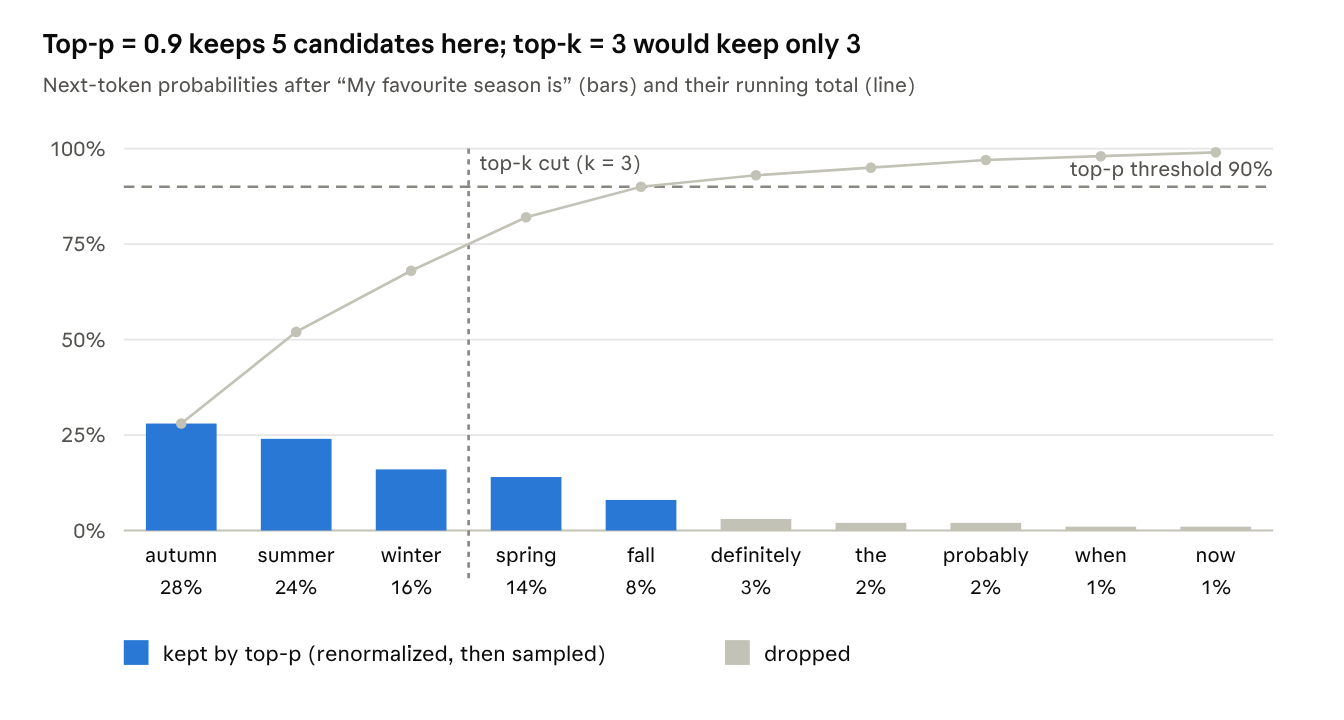 Top-p = 0.9 keeps 5 candidates here; top-k = 3 would keep only 3
Next-token probabilities after “My favourite season is” (bars) and their running total (line)
100%
top-k cut (k = 3)
top-p threshold 90%
75%
50%
25%
0%
autumn summer winter spring fall definitely the probably when now
28% 24% 16% 14% 8% 3% 2% 2% 1% 1%
kept by top-p (renormalized, then sampled) dropped